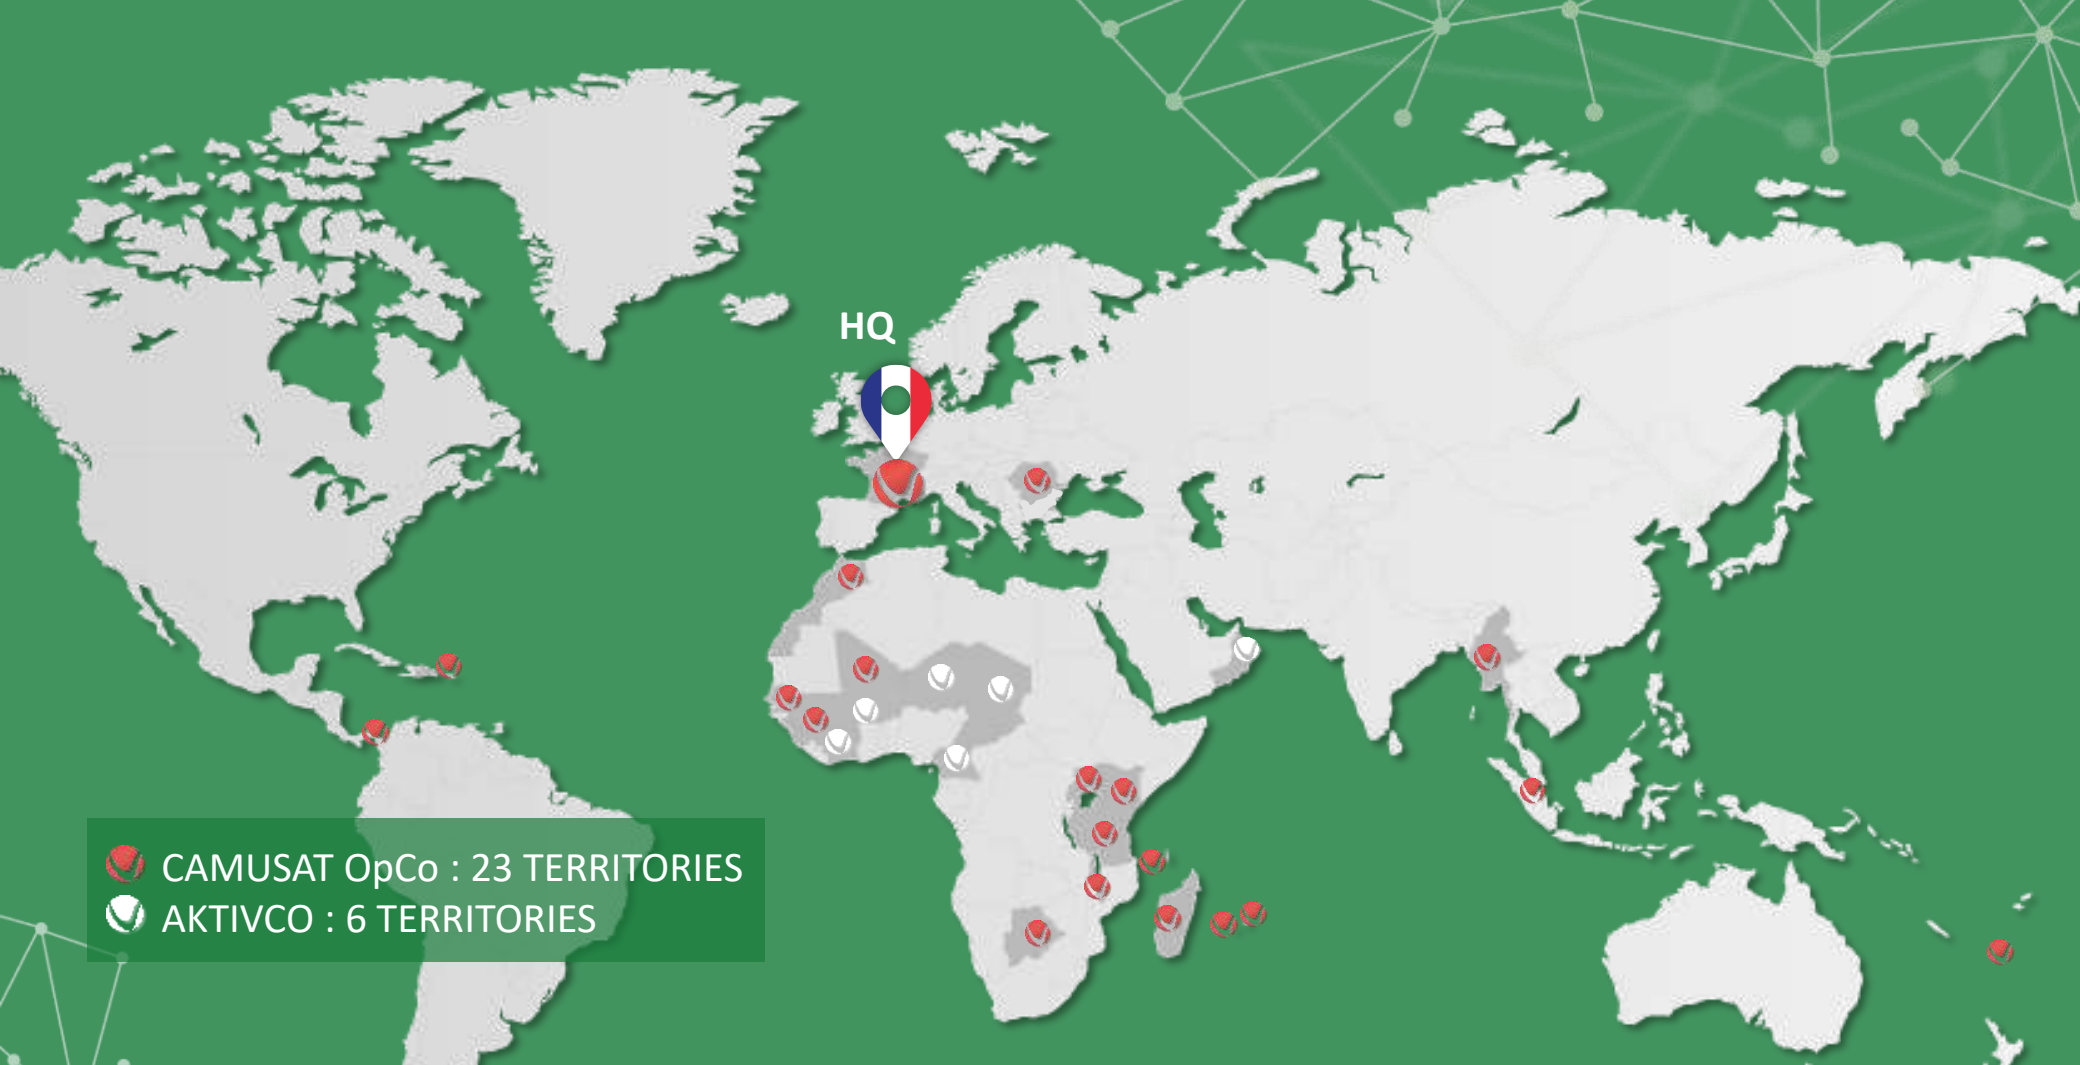 HQ
CAMUSAT OpCo : 23 TERRITORIES
AKTIVCO : 6 TERRITORIES